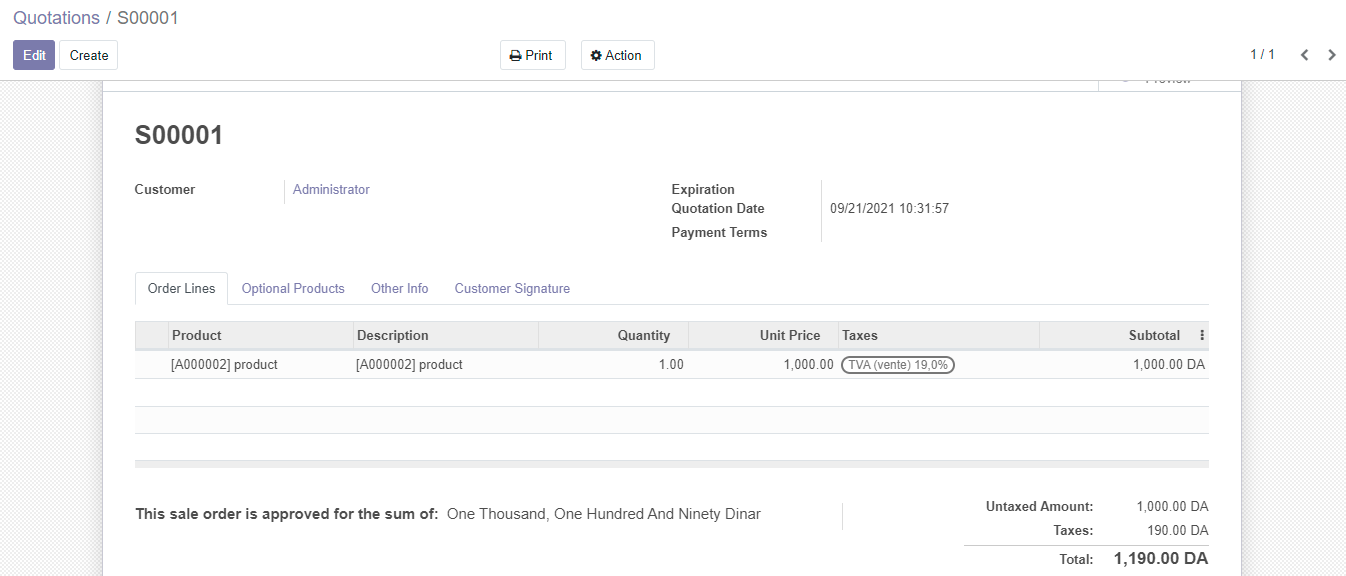 Quotations / S00001
Edit Create Print Action 1 / 1
S00001
Customer Administrator
Expiration
Quotation Date 09/21/2021 10:31:57
Payment Terms
Order Lines Optional Products Other Info Customer Signature
Product Description Quantity Unit Price Taxes Subtotal
[A000002] product [A000002] product 1.00 1,000.00 TVA (vente) 19,0% 1,000.00 DA
This sale order is approved for the sum of: One Thousand, One Hundred And Ninety Dinar
Untaxed Amount: 1,000.00 DA
Taxes: 190.00 DA
Total: 1,190.00 DA